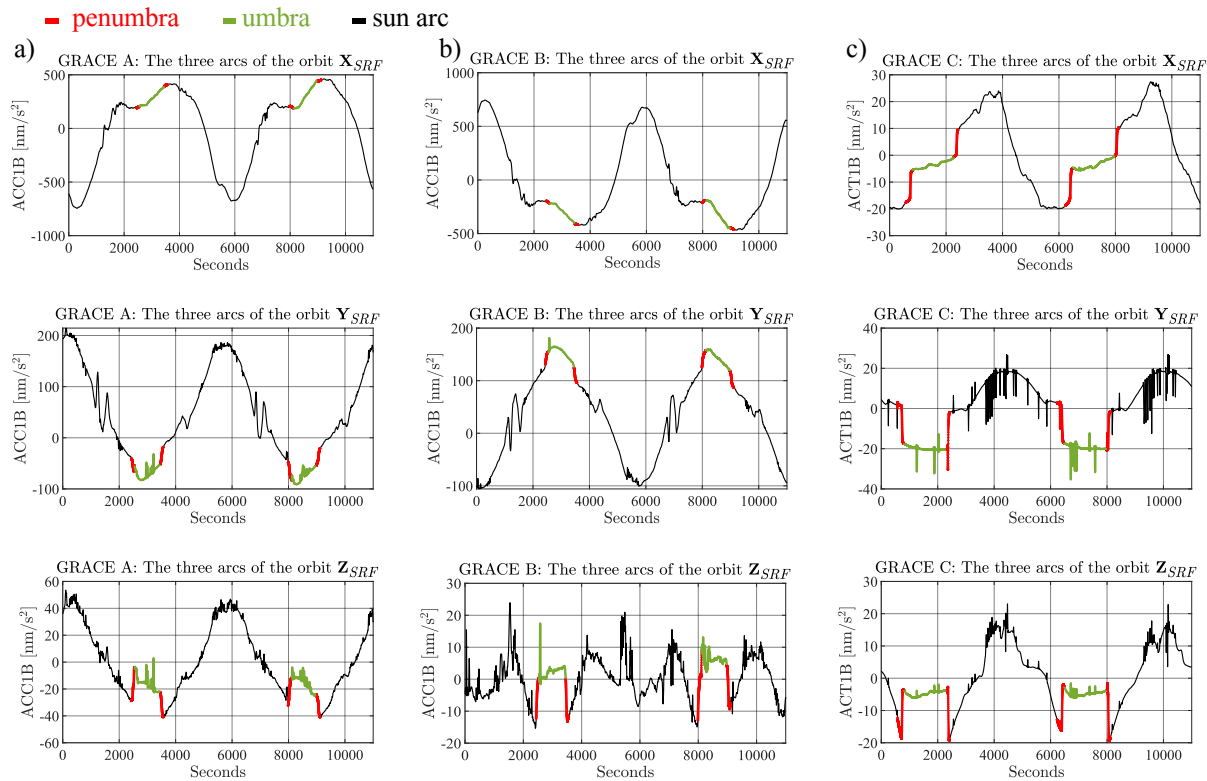 penumbra umbra sun arc
a) b) c)
GRACE A: The three arcs of the orbit X_SRF
500
0
-500
-1000
ACC1B [nm/s²]
0 2000 4000 6000 8000 10000
Seconds
GRACE B: The three arcs of the orbit X_SRF
1000
500
0
-500
ACC1B [nm/s²]
0 2000 4000 6000 8000 10000
Seconds
GRACE C: The three arcs of the orbit X_SRF
30
20
10
0
-10
-20
-30
ACT1B [nm/s²]
0 2000 4000 6000 8000 10000
Seconds
GRACE A: The three arcs of the orbit Y_SRF
200
100
0
-100
ACC1B [nm/s²]
0 2000 4000 6000 8000 10000
Seconds
GRACE B: The three arcs of the orbit Y_SRF
200
150
100
50
0
-50
-100
ACC1B [nm/s²]
0 2000 4000 6000 8000 10000
Seconds
GRACE C: The three arcs of the orbit Y_SRF
40
20
0
-20
-40
ACT1B [nm/s²]
0 2000 4000 6000 8000 10000
Seconds
GRACE A: The three arcs of the orbit Z_SRF
60
40
20
0
-20
-40
-60
ACC1B [nm/s²]
0 2000 4000 6000 8000 10000
Seconds
GRACE B: The three arcs of the orbit Z_SRF
30
20
10
0
-10
-20
ACC1B [nm/s²]
0 2000 4000 6000 8000 10000
Seconds
GRACE C: The three arcs of the orbit Z_SRF
30
20
10
0
-10
-20
ACT1B [nm/s²]
0 2000 4000 6000 8000 10000
Seconds